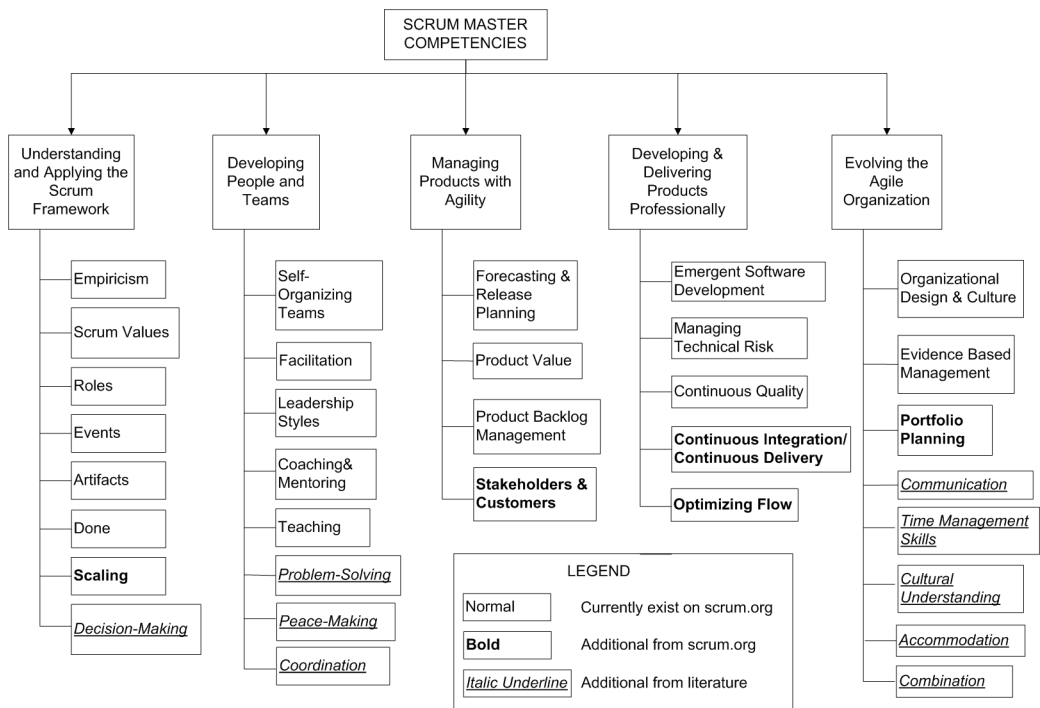 SCRUM MASTER
COMPETENCIES
Understanding
and Applying the
Scrum
Framework
Empiricism
Scrum Values
Roles
Events
Artifacts
Done
Scaling
Decision-Making
Developing
People and
Teams
Self-
Organizing
Teams
Facilitation
Leadership
Styles
Coaching&
Mentoring
Teaching
Problem-Solving
Peace-Making
Coordination
Managing
Products with
Agility
Forecasting &
Release
Planning
Product Value
Product Backlog
Management
Stakeholders &
Customers
Developing &
Delivering
Products
Professionally
Emergent Software
Development
Managing
Technical Risk
Continuous Quality
Continuous Integration/
Continuous Delivery
Optimizing Flow
Evolving the
Agile
Organization
Organizational
Design & Culture
Evidence Based
Management
Portfolio
Planning
Communication
Time Management
Skills
Cultural
Understanding
Accommodation
Combination
LEGEND
Normal Currently exist on scrum.org
Bold Additional from scrum.org
Italic Underline Additional from literature